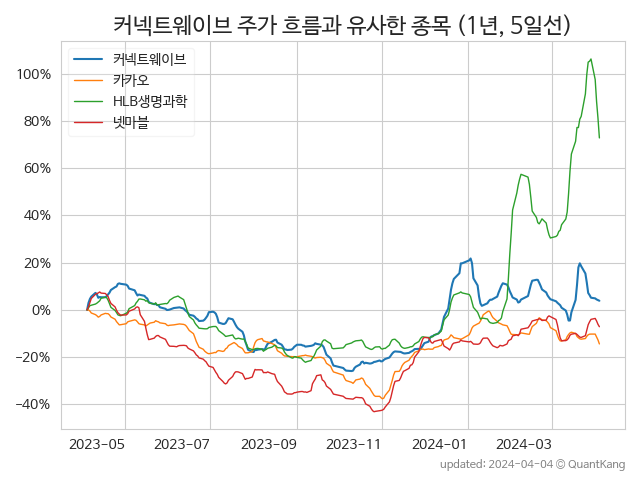 커넥트웨이브 주가 흐름과 유사한 종목 (1년, 5일선)
커넥트웨이브
카카오
HLB생명과학
넷마블
100%
80%
60%
40%
20%
0%
−20%
−40%
2023-05 2023-07 2023-09 2023-11 2024-01 2024-03
updated: 2024-04-04 ⓒ QuantKang